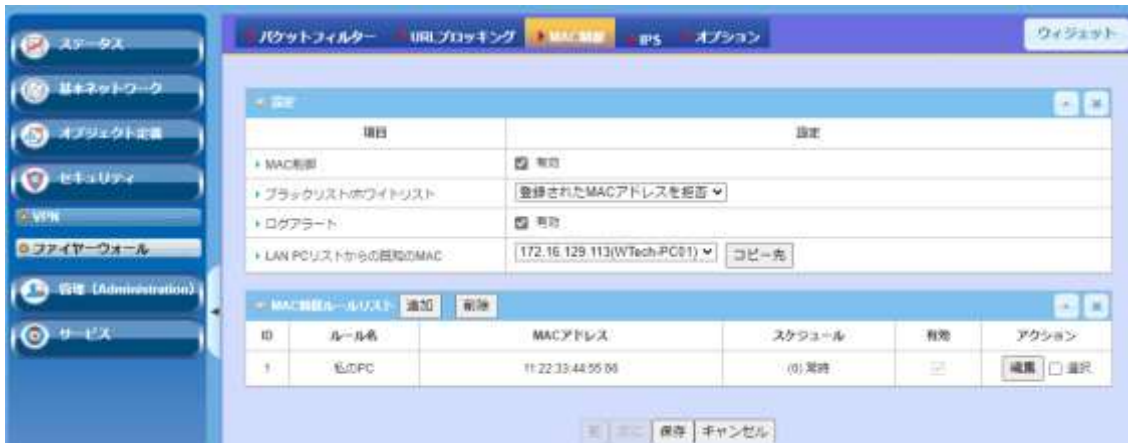 ステータス
基本ネットワーク
オブジェクト定義
セキュリティ
VPN
ファイヤーウォール
管理 (Administration)
サービス
パケットフィルター URLブロッキング MAC制御 IPS オプション
ウィジェット
設定
項目 設定
MAC制御 有効
ブラックリスト/ホワイトリスト 登録されたMACアドレスを拒否
ログアラート 有効
LAN PCリストからの既知のMAC 172.16.129.113(WTech-PC01) コピー先
MAC制御ルールリスト 追加 削除
ID ルール名 MACアドレス スケジュール 有効 アクション
1 私のPC 11:22:33:44:55:66 (0) 常時 編集 選択
保存 キャンセル